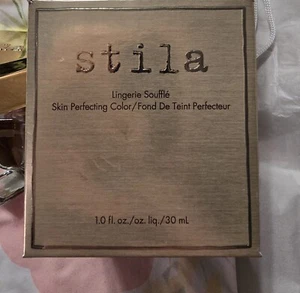 stila
Lingerie Soufflé
Skin Perfecting Color/Fond De Teint Perfecteur
1.0 fl. oz./oz. liq./30 mL